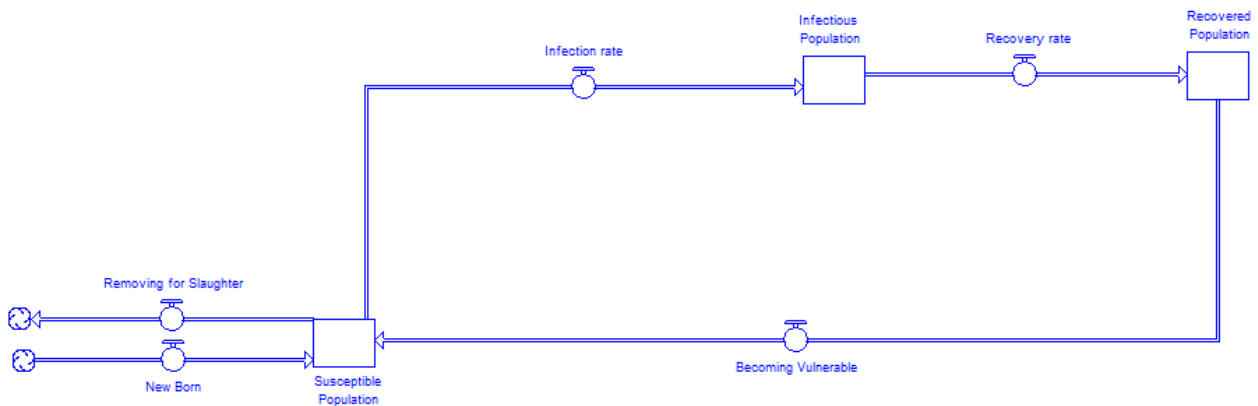 Infectious
Population
Recovered
Population
Infection rate
Recovery rate
Removing for Slaughter
New Born
Susceptible
Population
Becoming Vulnerable